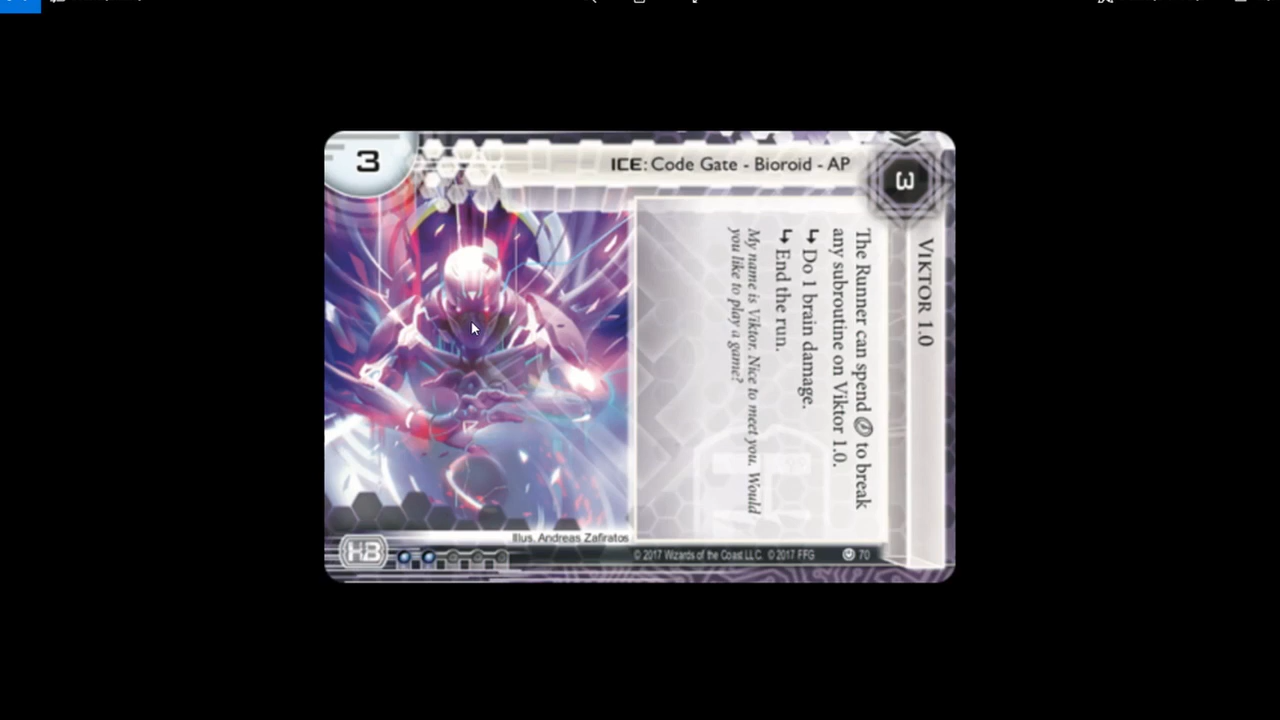 3
ICE: Code Gate - Bioroid - AP
3
VIKTOR 1.0
The Runner can spend to break
any subroutine on Viktor 1.0.
↳ Do 1 brain damage.
↳ End the run.
My name is Viktor. Nice to meet you. Would
you like to play a game?
Illus. Andreas Zafiratos
HB
© 2017 Wizards of the Coast LLC. © 2017 FFG
70